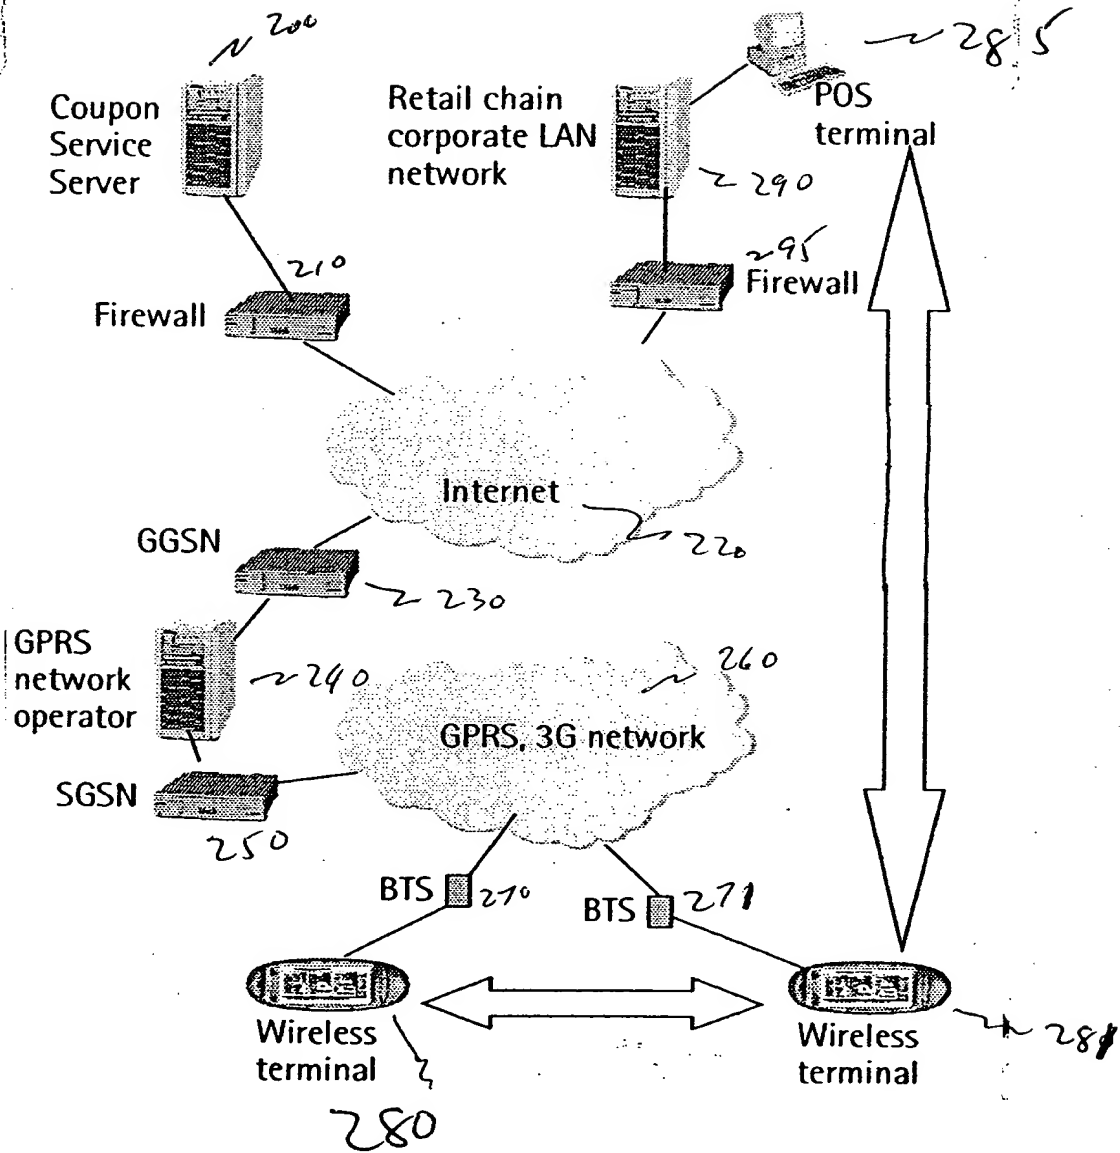 200
285
Coupon
Service
Server
Retail chain
corporate LAN
network
POS
terminal
290
210
295
Firewall
Firewall
Internet
220
GGSN
230
GPRS
network
operator
240
260
GPRS, 3G network
SGSN
250
BTS
270
BTS
271
Wireless
terminal
280
Wireless
terminal
281